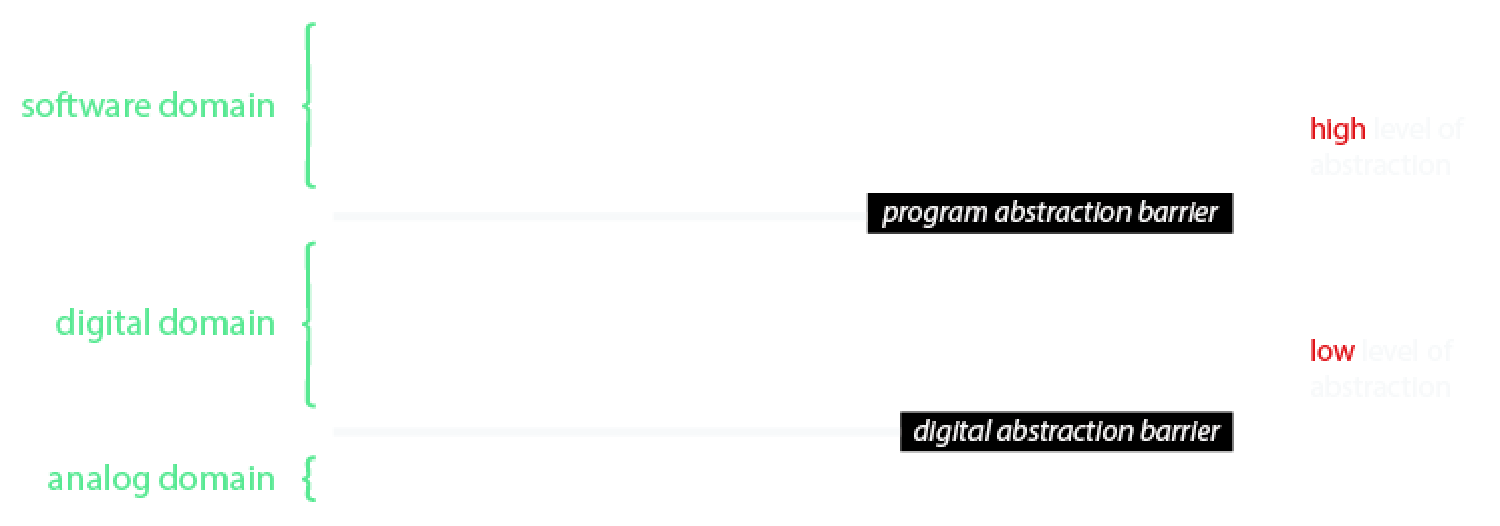 software domain
high level of
abstraction
program abstraction barrier
digital domain
low level of
abstraction
digital abstraction barrier
analog domain